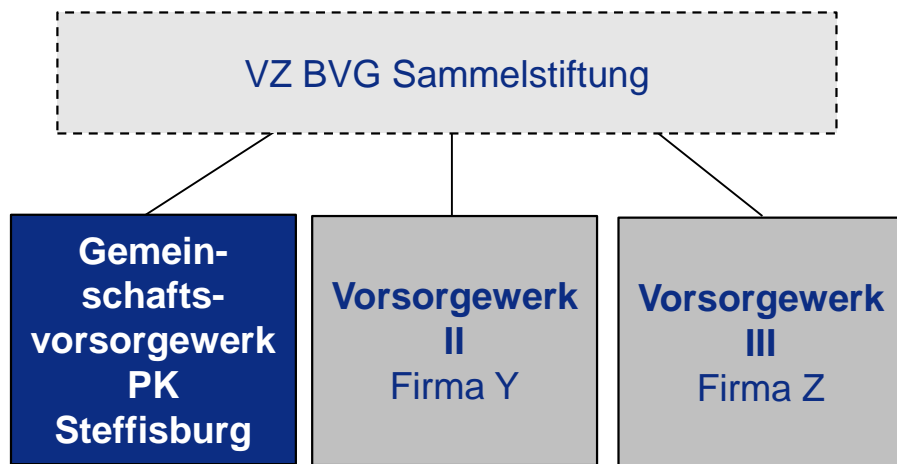 VZ BVG Sammelstiftung
Gemein-
schafts-
vorsorgewerk
PK
Steffisburg
Vorsorgewerk
II
Firma Y
Vorsorgewerk
III
Firma Z